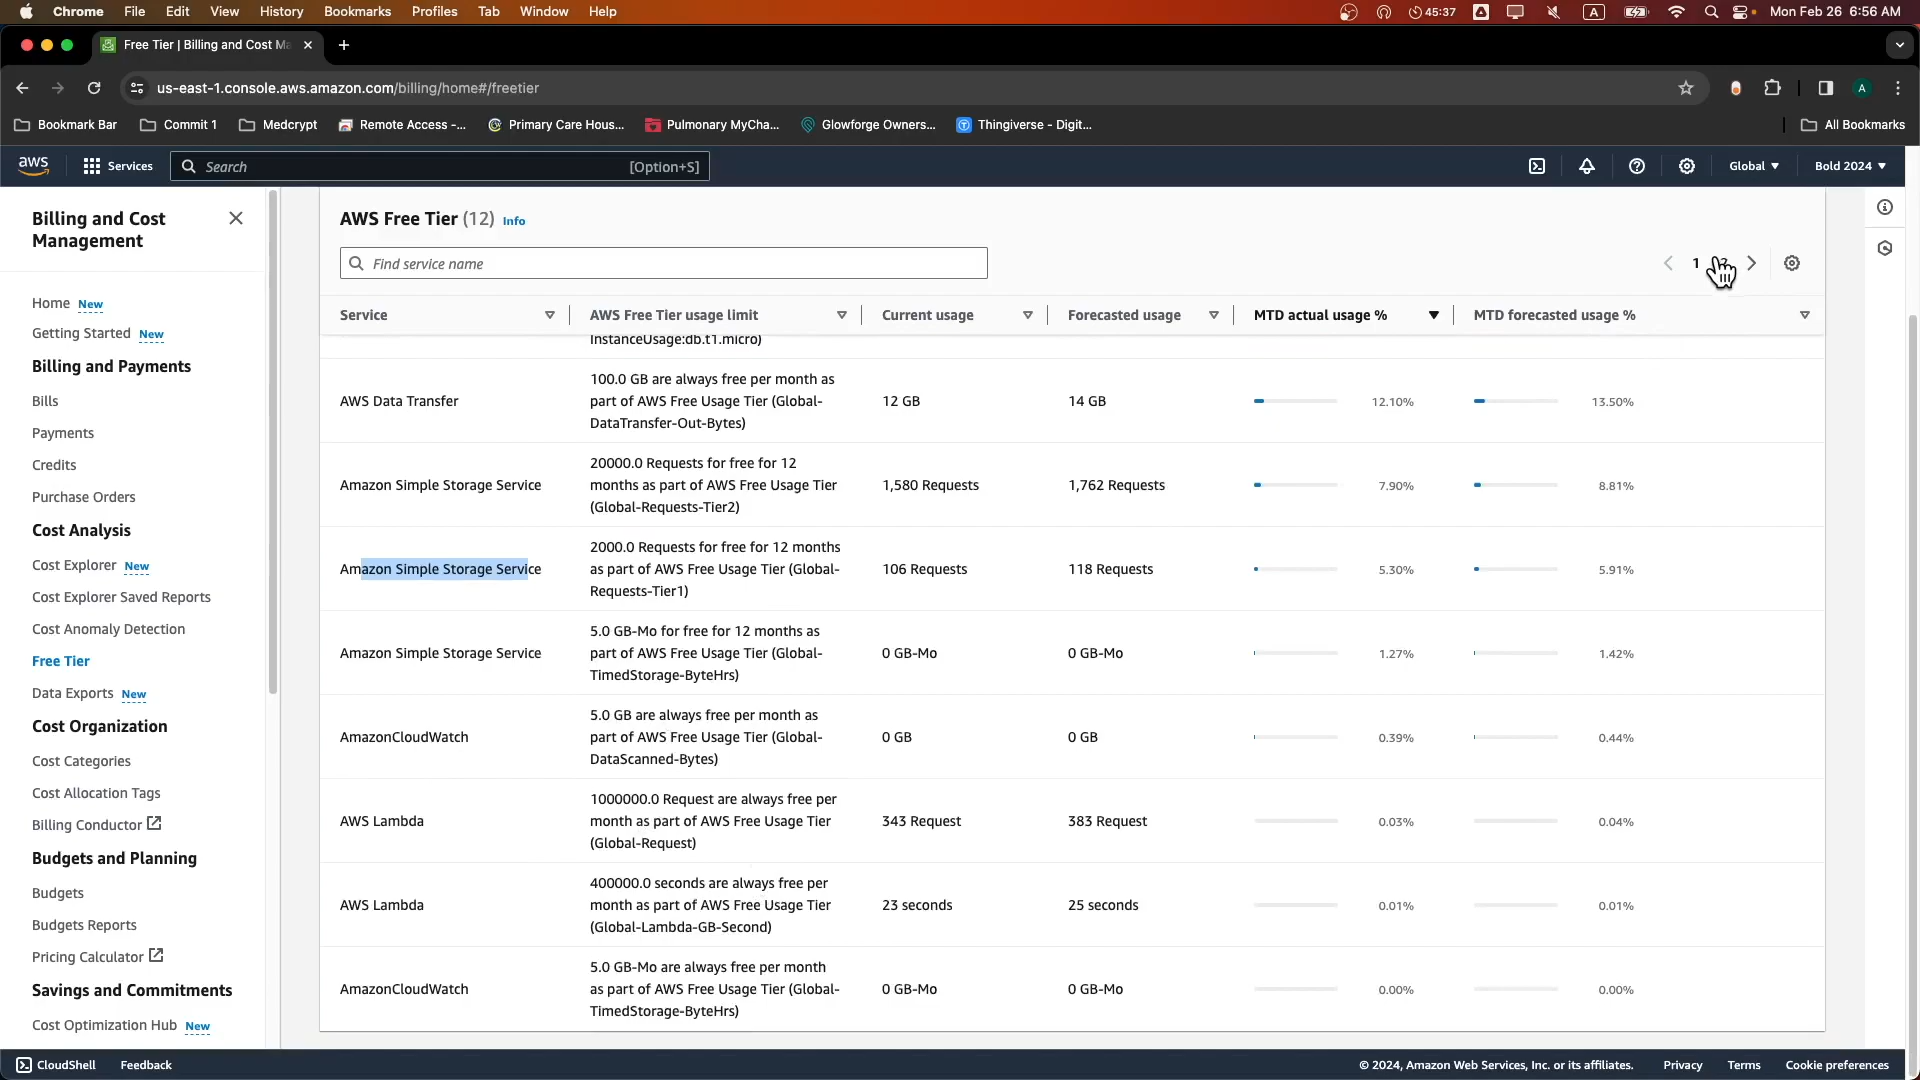 Chrome File Edit View History Bookmarks Profiles Tab Window Help 45:37 A Mon Feb 26 6:56 AM
Free Tier | Billing and Cost Ma
us-east-1.console.aws.amazon.com/billing/home#/freetier A
Bookmark Bar Commit 1 Medcrypt Remote Access -... Primary Care Hous... Pulmonary MyCha... Glowforge Owners... Thingiverse - Digit... All Bookmarks
aws Services Search [Option+S] Global Bold 2024
Billing and Cost
Management
Home New
Getting Started New
Billing and Payments
Bills
Payments
Credits
Purchase Orders
Cost Analysis
Cost Explorer New
Cost Explorer Saved Reports
Cost Anomaly Detection
Free Tier
Data Exports New
Cost Organization
Cost Categories
Cost Allocation Tags
Billing Conductor
Budgets and Planning
Budgets
Budgets Reports
Pricing Calculator
Savings and Commitments
Cost Optimization Hub New
AWS Free Tier (12) Info
Find service name
1
Service AWS Free Tier usage limit Current usage Forecasted usage MTD actual usage % MTD forecasted usage %
InstanceUsage:db.t1.micro)
100.0 GB are always free per month as
AWS Data Transfer part of AWS Free Usage Tier (Global- 12 GB 14 GB 12.10% 13.50%
DataTransfer-Out-Bytes)
20000.0 Requests for free for 12
Amazon Simple Storage Service months as part of AWS Free Usage Tier 1,580 Requests 1,762 Requests 7.90% 8.81%
(Global-Requests-Tier2)
2000.0 Requests for free for 12 months
Amazon Simple Storage Service as part of AWS Free Usage Tier (Global- 106 Requests 118 Requests 5.30% 5.91%
Requests-Tier1)
5.0 GB-Mo for free for 12 months as
Amazon Simple Storage Service part of AWS Free Usage Tier (Global- 0 GB-Mo 0 GB-Mo 1.27% 1.42%
TimedStorage-ByteHrs)
5.0 GB are always free per month as
AmazonCloudWatch part of AWS Free Usage Tier (Global- 0 GB 0 GB 0.39% 0.44%
DataScanned-Bytes)
1000000.0 Request are always free per
AWS Lambda month as part of AWS Free Usage Tier 343 Request 383 Request 0.03% 0.04%
(Global-Request)
400000.0 seconds are always free per
AWS Lambda month as part of AWS Free Usage Tier 23 seconds 25 seconds 0.01% 0.01%
(Global-Lambda-GB-Second)
5.0 GB-Mo are always free per month
AmazonCloudWatch as part of AWS Free Usage Tier (Global- 0 GB-Mo 0 GB-Mo 0.00% 0.00%
TimedStorage-ByteHrs)
CloudShell Feedback © 2024, Amazon Web Services, Inc. or its affiliates. Privacy Terms Cookie preferences